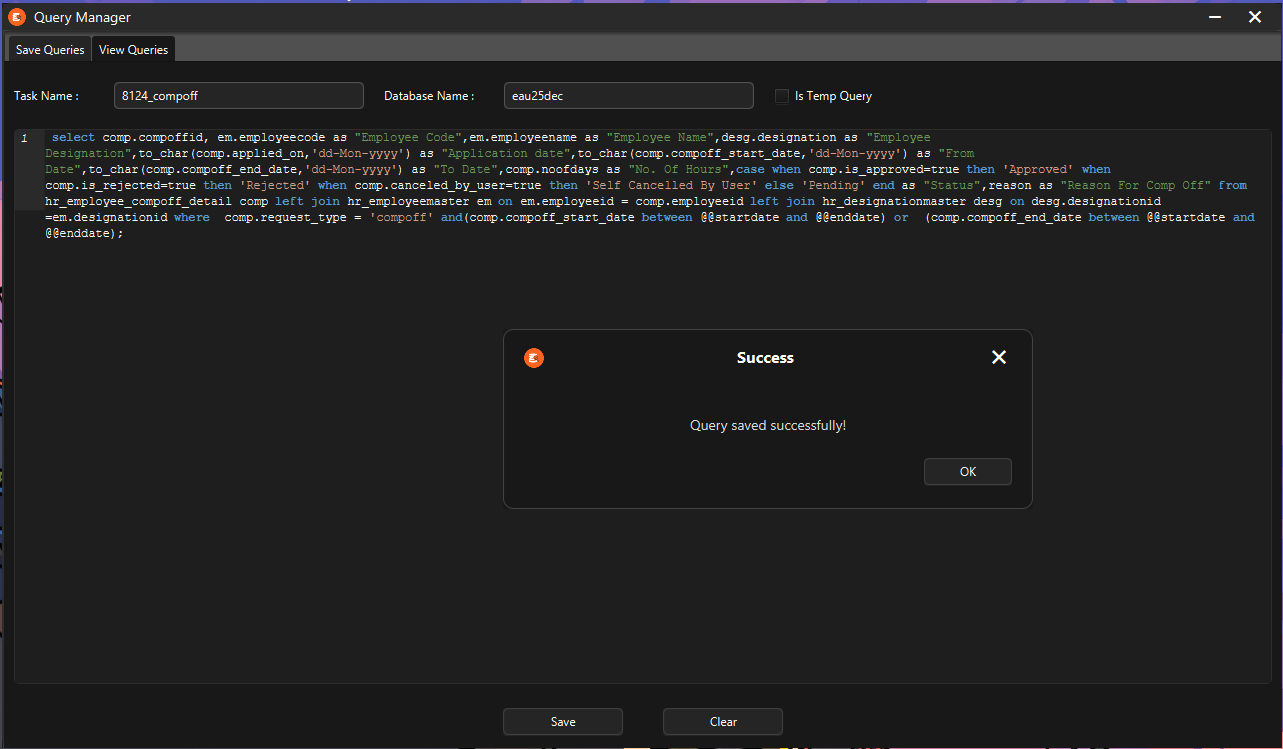 Query Manager
Save Queries View Queries
Task Name : 8124_compoff Database Name : eau25dec Is Temp Query
1 select comp.compoffid, em.employeecode as "Employee Code",em.employeename as "Employee Name",desg.designation as "Employee
Designation",to_char(comp.applied_on,'dd-Mon-yyyy') as "Application date",to_char(comp.compoff_start_date,'dd-Mon-yyyy') as "From
Date",to_char(comp.compoff_end_date,'dd-Mon-yyyy') as "To Date",comp.noofdays as "No. Of Hours",case when comp.is_approved=true then 'Approved' when
comp.is_rejected=true then 'Rejected' when comp.canceled_by_user=true then 'Self Cancelled By User' else 'Pending' end as "Status",reason as "Reason For Comp Off" from
hr_employee_compoff_detail comp left join hr_employeemaster em on em.employeeid = comp.employeeid left join hr_designationmaster desg on desg.designationid
=em.designationid where  comp.request_type = 'compoff' and(comp.compoff_start_date between @@startdate and @@enddate) or  (comp.compoff_end_date between @@startdate and
@@enddate);
Success
Query saved successfully!
OK
Save Clear